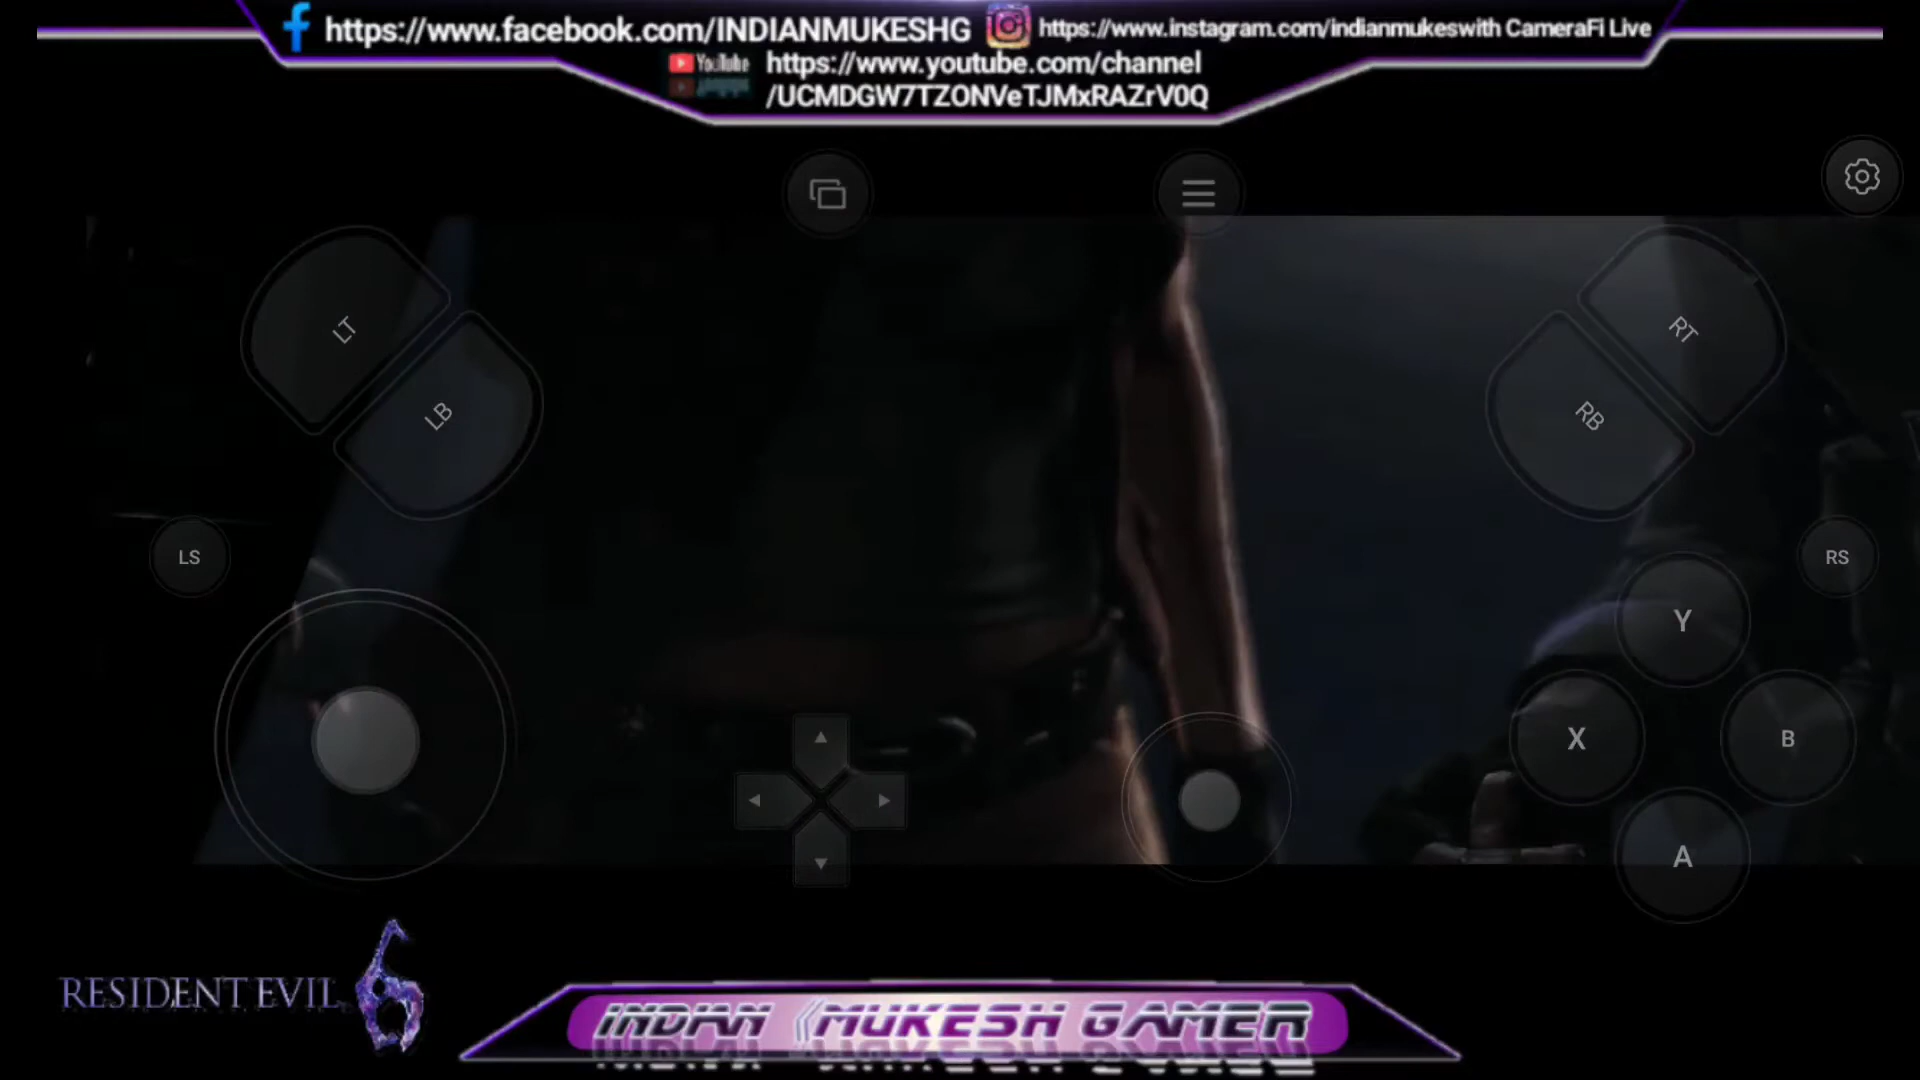 https://www.facebook.com/INDIANMUKESHG
https://www.instagram.com/indianmukeswith CameraFi Live
YouTube
https://www.youtube.com/channel
/UCMDGW7TZONVeTJMxRAZrV0Q
LT
LB
RT
RB
LS
RS
Y
X
B
A
RESIDENT EVIL 6
INDIAN 《MUKESH GAMER